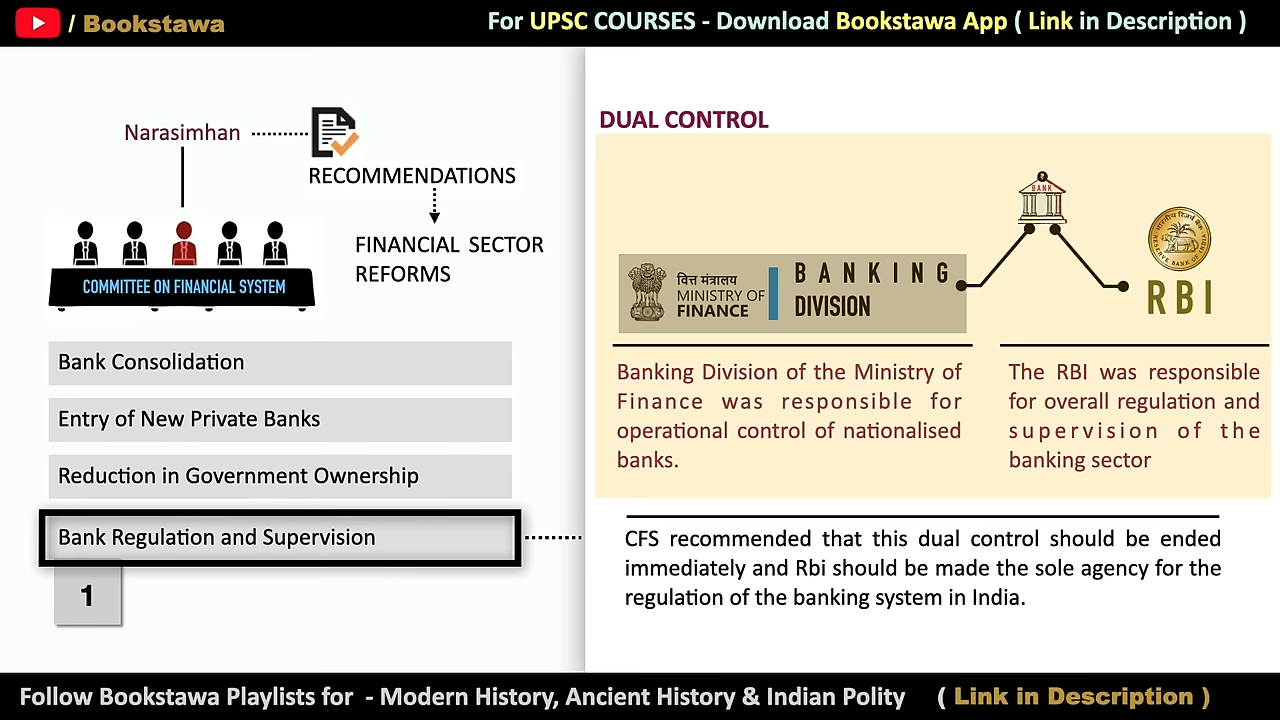 / Bookstawa
For UPSC COURSES - Download Bookstawa App ( Link in Description )
Narasimhan
RECOMMENDATIONS
FINANCIAL SECTOR
REFORMS
COMMITTEE ON FINANCIAL SYSTEM
Bank Consolidation
Entry of New Private Banks
Reduction in Government Ownership
Bank Regulation and Supervision
1
DUAL CONTROL
BANK
वित्त मंत्रालय
MINISTRY OF
FINANCE
BANKING
DIVISION
RBI
Banking Division of the Ministry of
Finance was responsible for
operational control of nationalised
banks.
The RBI was responsible
for overall regulation and
supervision of the
banking sector
CFS recommended that this dual control should be ended
immediately and Rbi should be made the sole agency for the
regulation of the banking system in India.
Follow Bookstawa Playlists for - Modern History, Ancient History & Indian Polity ( Link in Description )